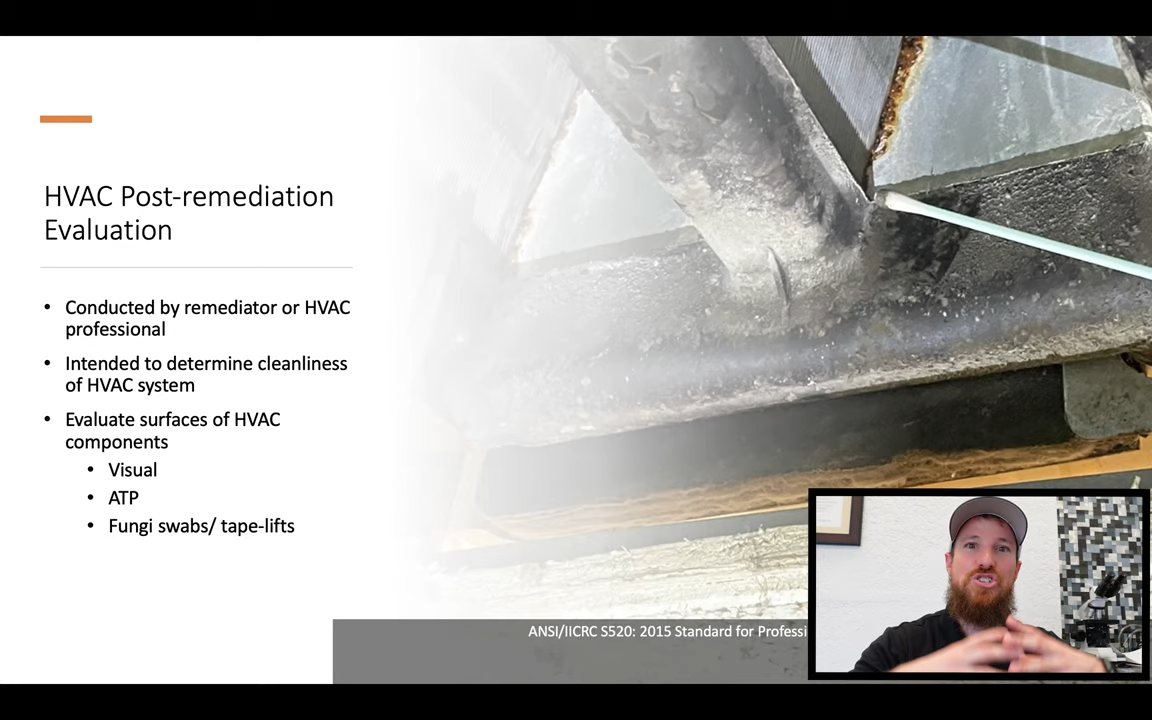 HVAC Post-remediation
Evaluation
• Conducted by remediator or HVAC
professional
• Intended to determine cleanliness
of HVAC system
• Evaluate surfaces of HVAC
components
• Visual
• ATP
• Fungi swabs/ tape-lifts
ANSI/IICRC S520: 2015 Standard for